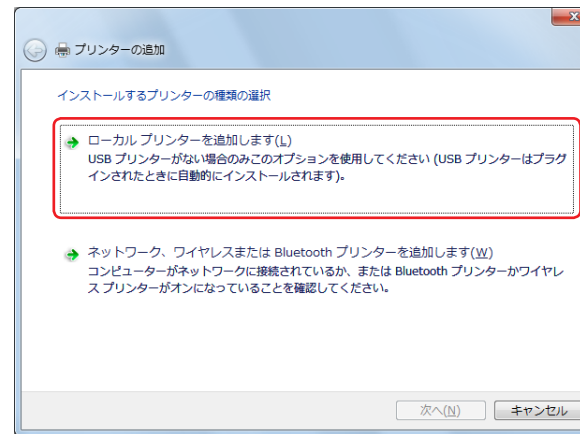 プリンターの追加
インストールするプリンターの種類の選択
ローカル プリンターを追加します(L)
USB プリンターがない場合のみこのオプションを使用してください (USB プリンターはプラグ
インされたときに自動的にインストールされます)。
ネットワーク、ワイヤレスまたは Bluetooth プリンターを追加します(W)
コンピューターがネットワークに接続されているか、または Bluetooth プリンターかワイヤレ
ス プリンターがオンになっていることを確認してください。
次へ(N) キャンセル